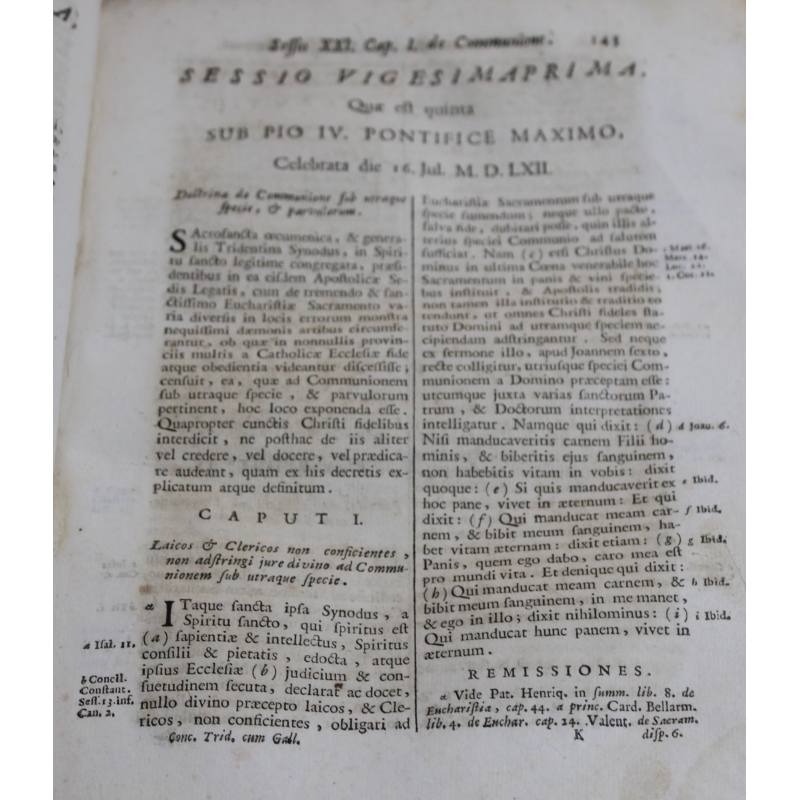 Sessio XXI. Cap. I. de Communione. 145
SESSIO VIGESIMAPRIMA.
Quæ est quinta
SUB PIO IV. PONTIFICE MAXIMO,
Celebrata die 16. Jul. M. D. LXII.
Doctrina de Communione sub utraque
specie, & parvulorum.
SAcrosancta œcumenica, & genera-
lis Tridentina Synodus, in Spiri-
tu sancto legitime congregata, præsi-
dentibus in ea eisdem Apostolicæ Se-
dis Legatis, cum de tremendo & san-
ctissimo Eucharistiæ Sacramento va-
ria diversis in locis errorum monstra
nequissimi dæmonis artibus circumfe-
rantur, ob quæ in nonnullis provin-
ciis multi a Catholicæ Ecclesiæ fide
atque obedientia videantur discessisse;
censuit, ea, quæ ad Communionem
sub utraque specie, & parvulorum
pertinent, hoc loco exponenda esse.
Quapropter cunctis Christi fidelibus
interdicit, ne posthac de iis aliter
vel credere, vel docere, vel prædica-
re audeant, quam ex his decretis ex-
plicatum atque definitum.
CAPUT I.
Laicos & Clericos non conficientes,
non adstringi jure divino ad Commu-
nionem sub utraque specie.
a ITaque sancta ipsa Synodus, a
Spiritu sancto, qui spiritus est
a Isai. 11. (a) sapientiæ & intellectus, Spiritus
consilii & pietatis, edocta, atque
b Concil. ipsius Ecclesiæ (b) judicium & con-
Constant. suetudinem secuta, declarat ac docet,
Sess. 13. inf. nullo divino præcepto laicos, & Cle-
Can. 2. ricos, non conficientes, obligari ad
Conc. Trid. cum Gall.
Eucharistiæ Sacramentum sub utraque
specie sumendum; neque ullo pacto,
salva fide, dubitari posse, quin illis al-
terius speciei Communio ad salutem
sufficiat. Nam (c) etsi Christus Do- Matt. 26.
minus in ultima Cœna venerabile hoc Marc. 14.
Sacramentum in panis & vini specie- Luc. 22.
bus instituit, & Apostolis tradidit, 1. Cor. 11.
non tamen illa institutio & traditio eo
tendunt, ut omnes Christi fideles sta-
tuto Domini ad utramque speciem ac-
cipiendam adstringantur. Sed neque
ex sermone illo, apud Joannem sexto,
recte colligitur, utriusque speciei Com-
munionem a Domino præceptam esse:
utcumque juxta varias sanctorum Pa-
trum, & Doctorum interpretationes
intelligatur. Namque qui dixit: (d) d Joan. 6.
Nisi manducaveritis carnem Filii ho-
minis, & biberitis ejus sanguinem,
non habebitis vitam in vobis: dixit
quoque: (e) Si quis manducaverit ex e Ibid.
hoc pane, vivet in æternum: Et qui
dixit: (f) Qui manducat meam car- f Ibid.
nem, & bibit meum sanguinem, ha-
bet vitam æternam: dixit etiam: (g) g Ibid.
Panis, quem ego dabo, caro mea est
pro mundi vita. Et denique qui dixit:
(h) Qui manducat meam carnem, & h Ibid.
bibit meum sanguinem, in me manet,
& ego in illo; dixit nihilominus: (i) i Ibid.
Qui manducat hunc panem, vivet in
æternum.
REMISSIONES.
a Vide Pat. Henriq. in summ. lib. 8. de
Eucharistia, cap. 44. a princ. Card. Bellarm.
lib. 4. de Euchar. cap. 24. Valent. de Sacram.
K disp. 6.